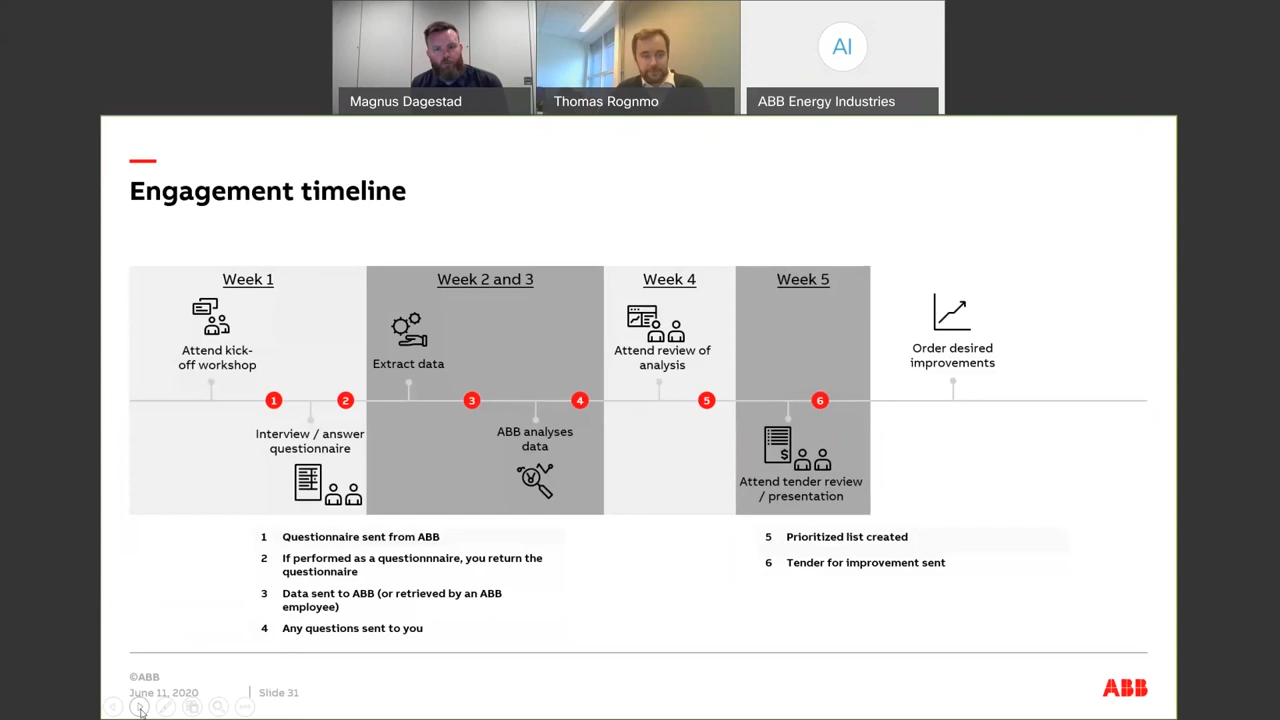 Magnus Dagestad
Thomas Rognmo
AI
ABB Energy Industries
Engagement timeline
Week 1
Week 2 and 3
Week 4
Week 5
Attend kick-
off workshop
Extract data
Attend review of
analysis
Order desired
improvements
1
2
3
4
5
6
Interview / answer
questionnaire
ABB analyses
data
$
Attend tender review
/ presentation
1 Questionnaire sent from ABB
2 If performed as a questionnnaire, you return the
questionnaire
3 Data sent to ABB (or retrieved by an ABB
employee)
4 Any questions sent to you
5 Prioritized list created
6 Tender for improvement sent
©ABB
June 11, 2020 | Slide 31
ABB